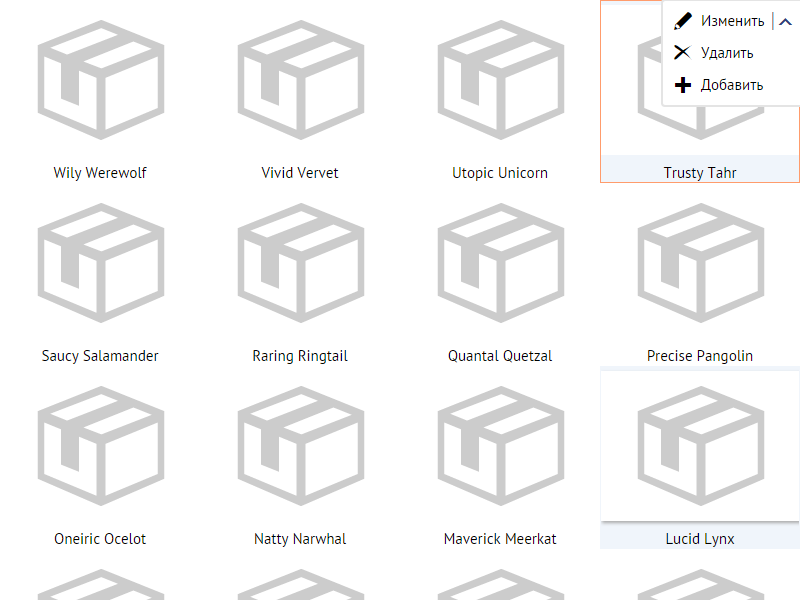 Изменить
Удалить
Добавить
Wily Werewolf
Vivid Vervet
Utopic Unicorn
Trusty Tahr
Saucy Salamander
Raring Ringtail
Quantal Quetzal
Precise Pangolin
Oneiric Ocelot
Natty Narwhal
Maverick Meerkat
Lucid Lynx